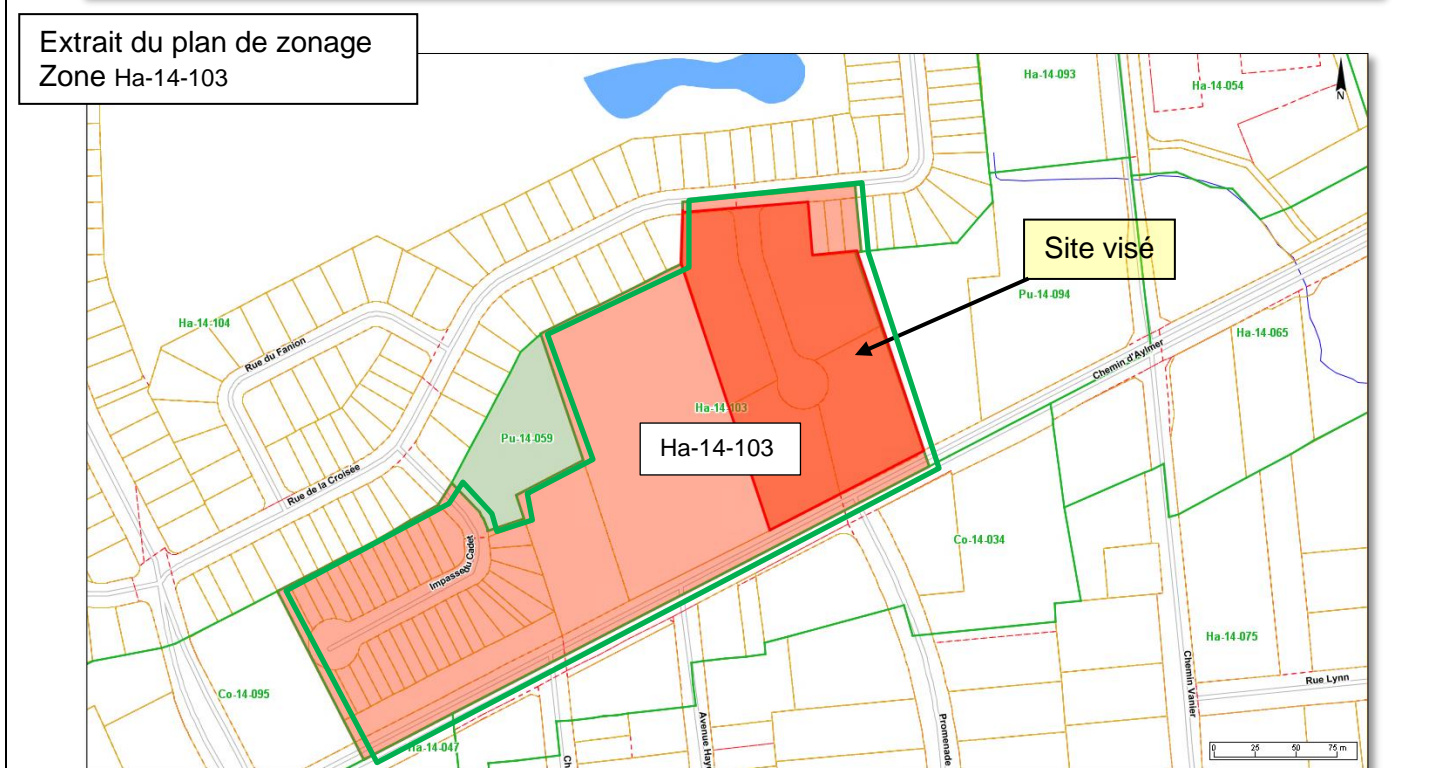 Extrait du plan de zonage
Zone Ha-14-103
Ha-14-093
Ha-14-054
N
Site visé
Pu-14-094
Ha-14-104
Rue du Fanion
Ha-14-065
Chemin d'Aylmer
Ha-14-103
Pu-14-059
Ha-14-103
Rue de la Croisée
Co-14-034
Impasse du Cadet
Ha-14-075
Chemin Vanier
Rue Lynn
Co-14-095
Avenue
Promenade
Ha-14-047
0 25 50 75 m